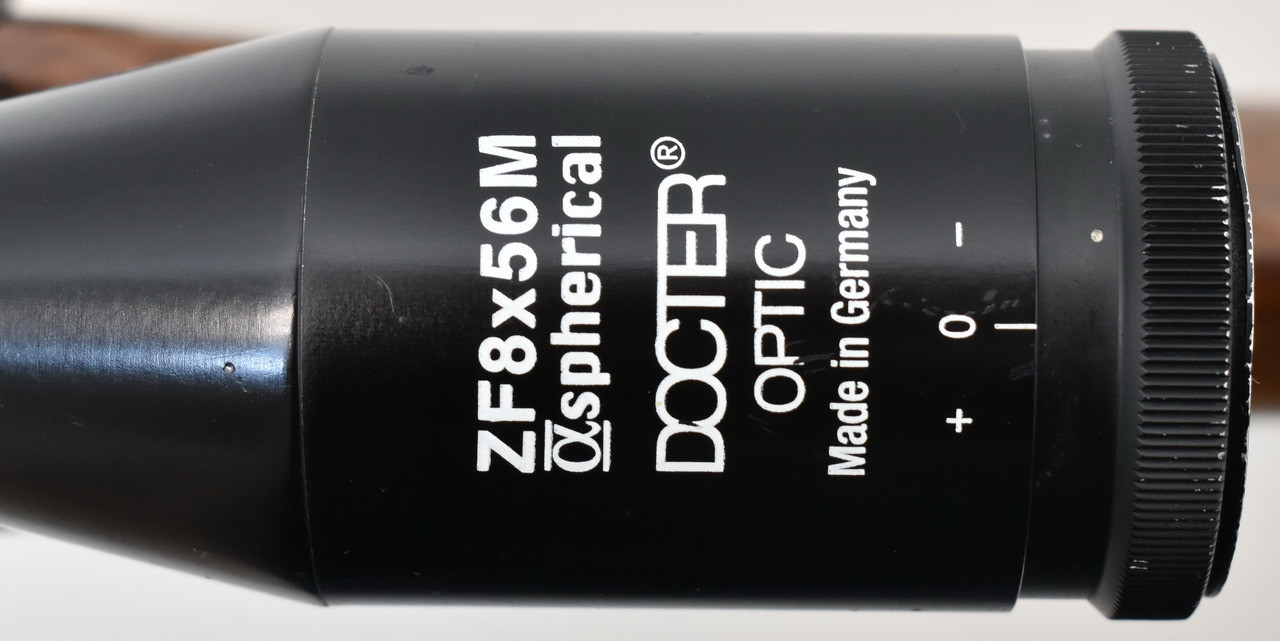 ZF8x56M
αspherical
DOCTER®
OPTIC
Made in Germany
+ 0 -